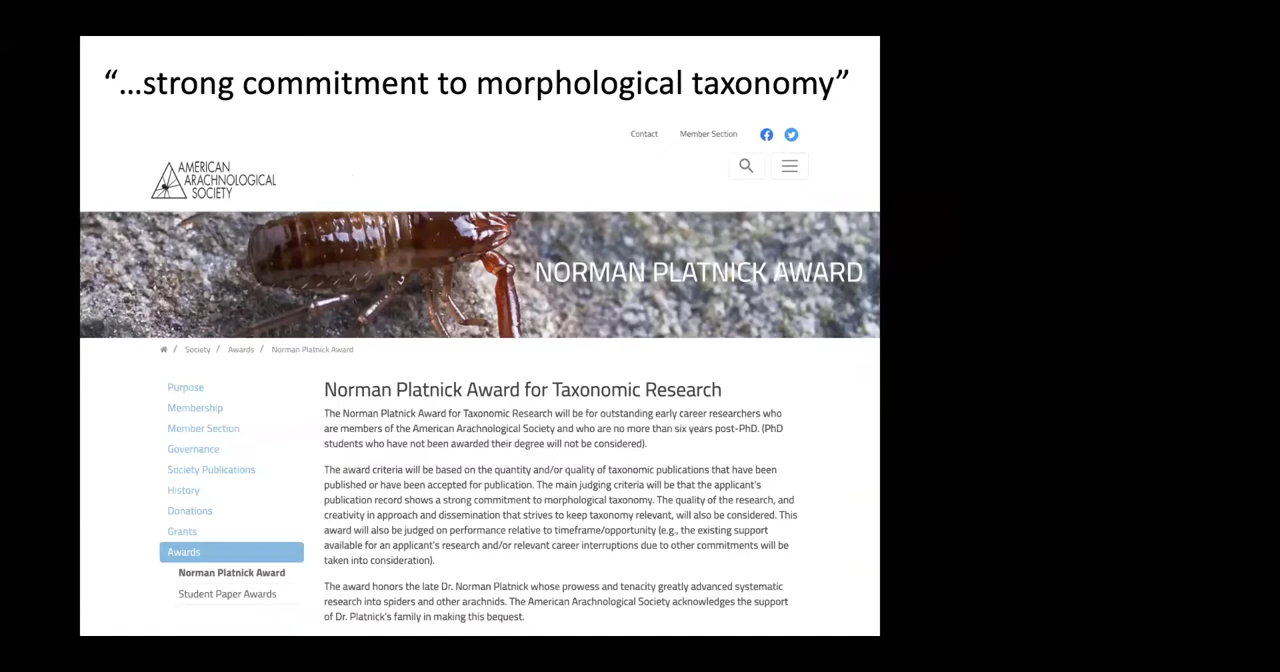 “…strong commitment to morphological taxonomy”
Contact
Member Section
AMERICAN
ARACHNOLOGICAL
SOCIETY
NORMAN PLATNICK AWARD
/ Society / Awards / Norman Platnick Award
Purpose
Membership
Member Section
Governance
Society Publications
History
Donations
Grants
Awards
Norman Platnick Award
Student Paper Awards
Norman Platnick Award for Taxonomic Research
The Norman Platnick Award for Taxonomic Research will be for outstanding early career researchers who
are members of the American Arachnological Society and who are no more than six years post-PhD. (PhD
students who have not been awarded their degree will not be considered).
The award criteria will be based on the quantity and/or quality of taxonomic publications that have been
published or have been accepted for publication. The main judging criteria will be that the applicant's
publication record shows a strong commitment to morphological taxonomy. The quality of the research, and
creativity in approach and dissemination that strives to keep taxonomy relevant, will also be considered. This
award will also be judged on performance relative to timeframe/opportunity (e.g., the existing support
available for an applicant's research and/or relevant career interruptions due to other commitments will be
taken into consideration).
The award honors the late Dr. Norman Platnick whose prowess and tenacity greatly advanced systematic
research into spiders and other arachnids. The American Arachnological Society acknowledges the support
of Dr. Platnick's family in making this bequest.